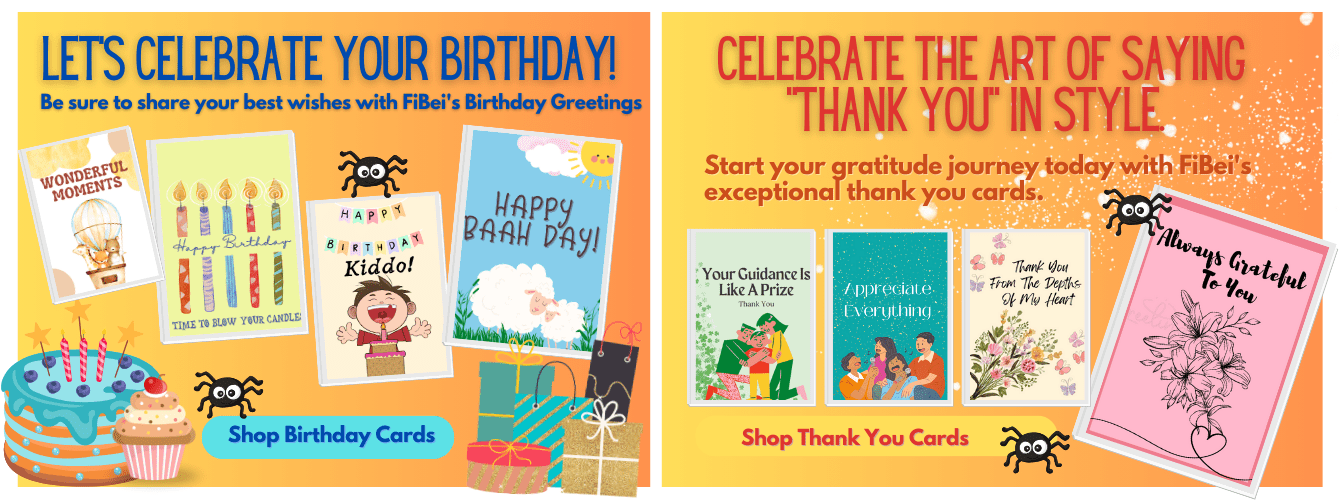 LET'S CELEBRATE YOUR BIRTHDAY!
Be sure to share your best wishes with FiBei's Birthday Greetings
WONDERFUL
MOMENTS
Happy Birthday
TIME TO BLOW YOUR CANDLES
HAPPY
BIRTHDAY
Kiddo!
HAPPY
BAAH DAY!
Shop Birthday Cards
CELEBRATE THE ART OF SAYING
"THANK YOU" IN STYLE.
Start your gratitude journey today with FiBei's
exceptional thank you cards.
Your Guidance Is
Like A Prize
Thank You
Appreciate
Everything
Thank You
From The Depths
Of My Heart
Always Grateful
To You
Shop Thank You Cards